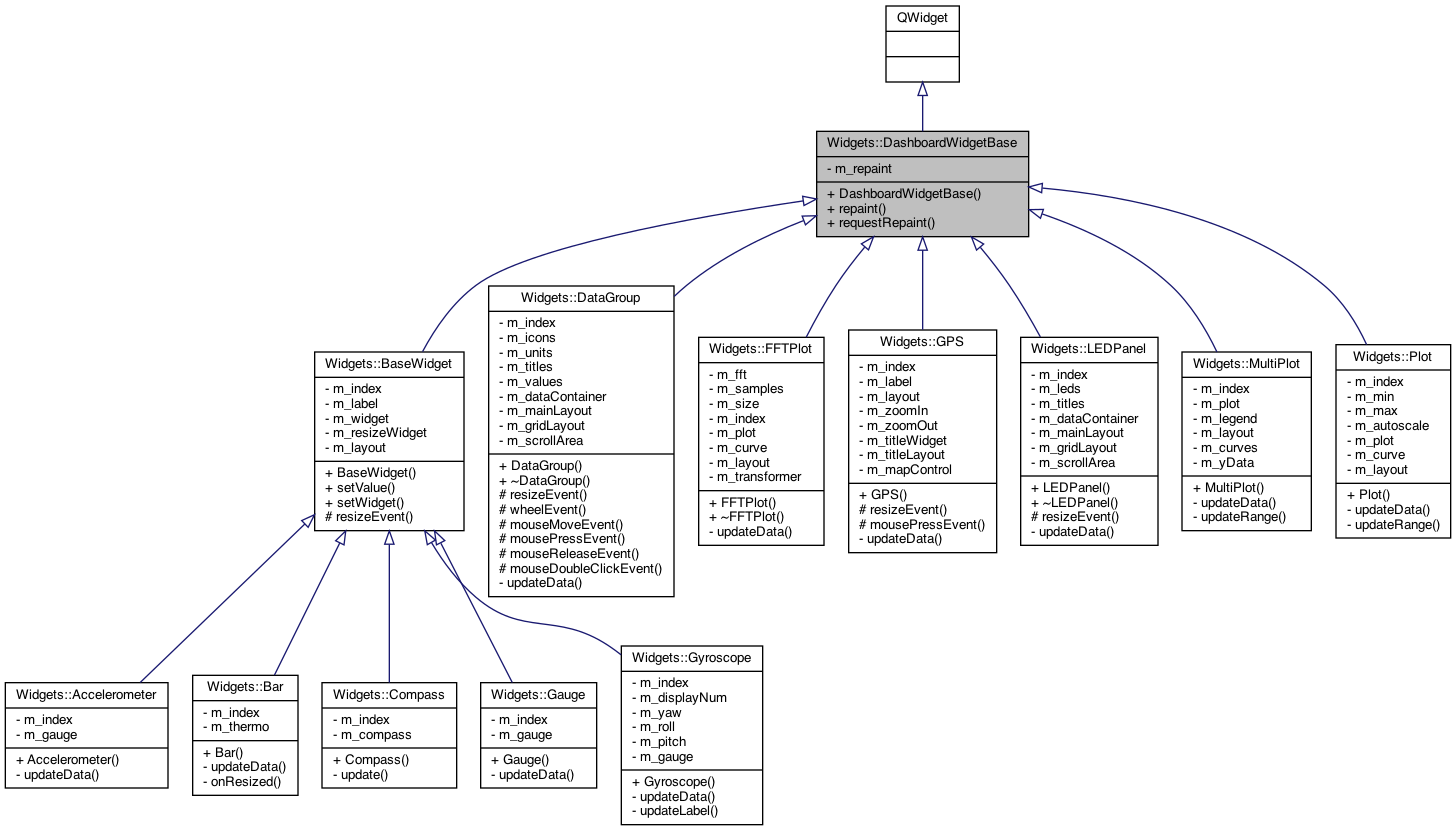 QWidget
Widgets::DashboardWidgetBase
- m_repaint
+ DashboardWidgetBase()
+ repaint()
+ requestRepaint()
Widgets::BaseWidget
- m_index
- m_label
- m_widget
- m_resizeWidget
- m_layout
+ BaseWidget()
+ setValue()
+ setWidget()
# resizeEvent()
Widgets::DataGroup
- m_index
- m_icons
- m_units
- m_titles
- m_values
- m_dataContainer
- m_mainLayout
- m_gridLayout
- m_scrollArea
+ DataGroup()
+ ~DataGroup()
# resizeEvent()
# wheelEvent()
# mouseMoveEvent()
# mousePressEvent()
# mouseReleaseEvent()
# mouseDoubleClickEvent()
- updateData()
Widgets::FFTPlot
- m_fft
- m_samples
- m_size
- m_index
- m_plot
- m_curve
- m_layout
- m_transformer
+ FFTPlot()
+ ~FFTPlot()
- updateData()
Widgets::GPS
- m_index
- m_label
- m_layout
- m_zoomIn
- m_zoomOut
- m_titleWidget
- m_titleLayout
- m_mapControl
+ GPS()
# resizeEvent()
# mousePressEvent()
- updateData()
Widgets::LEDPanel
- m_index
- m_leds
- m_titles
- m_dataContainer
- m_mainLayout
- m_gridLayout
- m_scrollArea
+ LEDPanel()
+ ~LEDPanel()
# resizeEvent()
- updateData()
Widgets::MultiPlot
- m_index
- m_plot
- m_legend
- m_layout
- m_curves
- m_yData
+ MultiPlot()
- updateData()
- updateRange()
Widgets::Plot
- m_index
- m_min
- m_max
- m_autoscale
- m_plot
- m_curve
- m_layout
+ Plot()
- updateData()
- updateRange()
Widgets::Accelerometer
- m_index
- m_gauge
+ Accelerometer()
- updateData()
Widgets::Bar
- m_index
- m_thermo
+ Bar()
- updateData()
- onResized()
Widgets::Compass
- m_index
- m_compass
+ Compass()
- update()
Widgets::Gauge
- m_index
- m_gauge
+ Gauge()
- updateData()
Widgets::Gyroscope
- m_index
- m_displayNum
- m_yaw
- m_roll
- m_pitch
- m_gauge
+ Gyroscope()
- updateData()
- updateLabel()